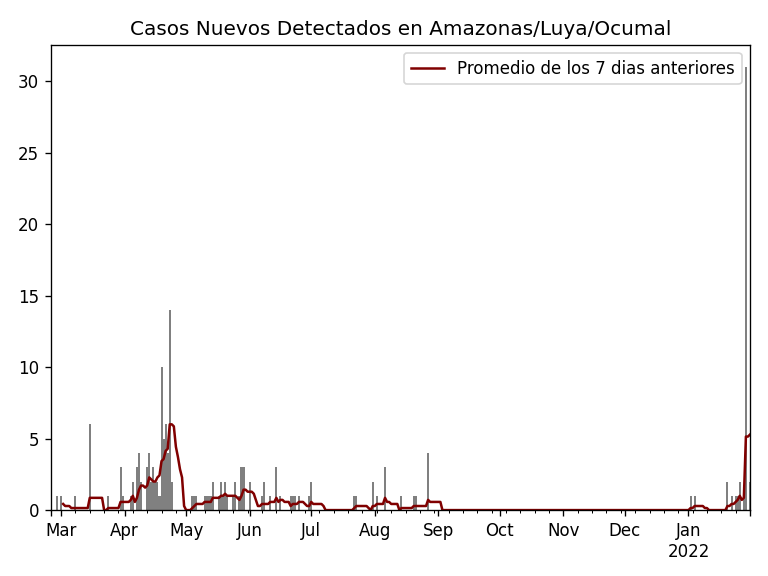 Casos Nuevos Detectados en Amazonas/Luya/Ocumal
Promedio de los 7 dias anteriores
30
25
20
15
10
5
0
Mar Apr May Jun Jul Aug Sep Oct Nov Dec Jan
2022